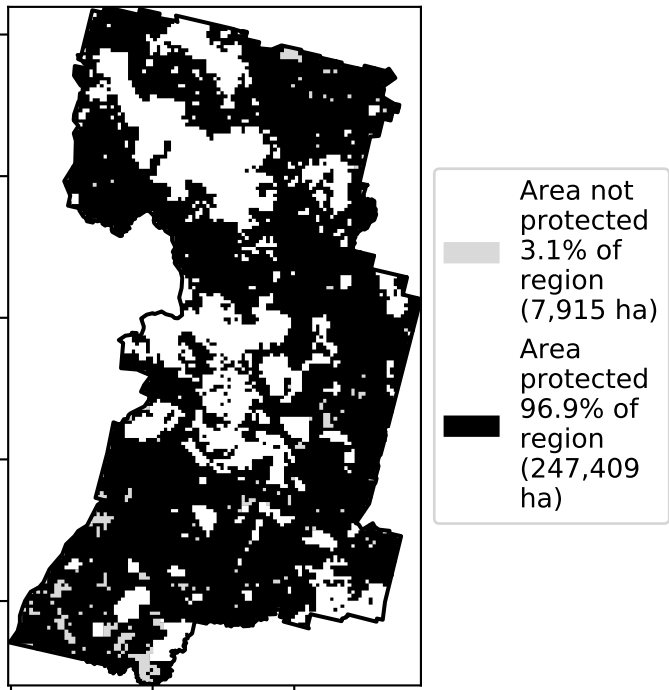 Area not
protected
3.1% of
region
(7,915 ha)
Area
protected
96.9% of
region
(247,409
ha)